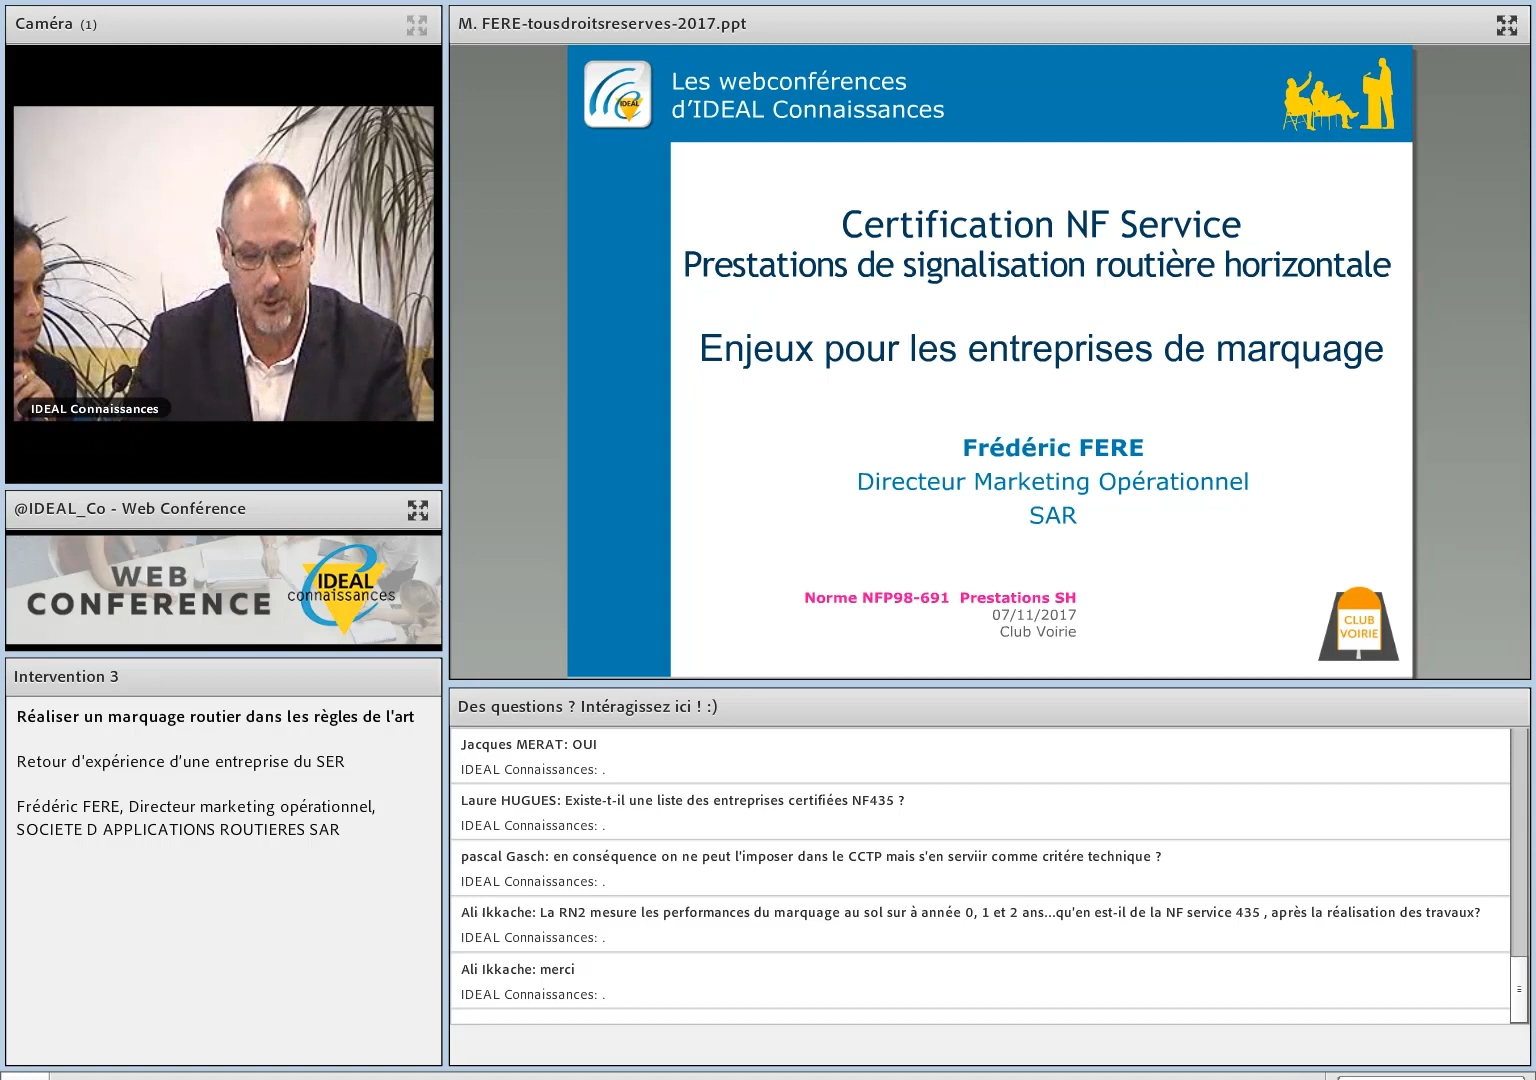 Caméra (1)
IDEAL Connaissances
@IDEAL_Co - Web Conférence
WEB
CONFERENCE
IDEAL
connaissances
Intervention 3
Réaliser un marquage routier dans les règles de l'art
Retour d'expérience d’une entreprise du SER
Frédéric FERE, Directeur marketing opérationnel,
SOCIETE D APPLICATIONS ROUTIERES SAR
M. FERE-tousdroitsreserves-2017.ppt
IDEAL
Les webconférences
d’IDEAL Connaissances
Certification NF Service
Prestations de signalisation routière horizontale
Enjeux pour les entreprises de marquage
Frédéric FERE
Directeur Marketing Opérationnel
SAR
Norme NFP98-691 Prestations SH
07/11/2017
Club Voirie
CLUB
VOIRIE
Des questions ? Intéragissez ici ! :)
Jacques MERAT: OUI
IDEAL Connaissances: .
Laure HUGUES: Existe-t-il une liste des entreprises certifiées NF435 ?
IDEAL Connaissances: .
pascal Gasch: en conséquence on ne peut l'imposer dans le CCTP mais s'en serviir comme critére technique ?
IDEAL Connaissances: .
Ali Ikkache: La RN2 mesure les performances du marquage au sol sur à année 0, 1 et 2 ans...qu'en est-il de la NF service 435 , après la réalisation des travaux?
IDEAL Connaissances: .
Ali Ikkache: merci
IDEAL Connaissances: .